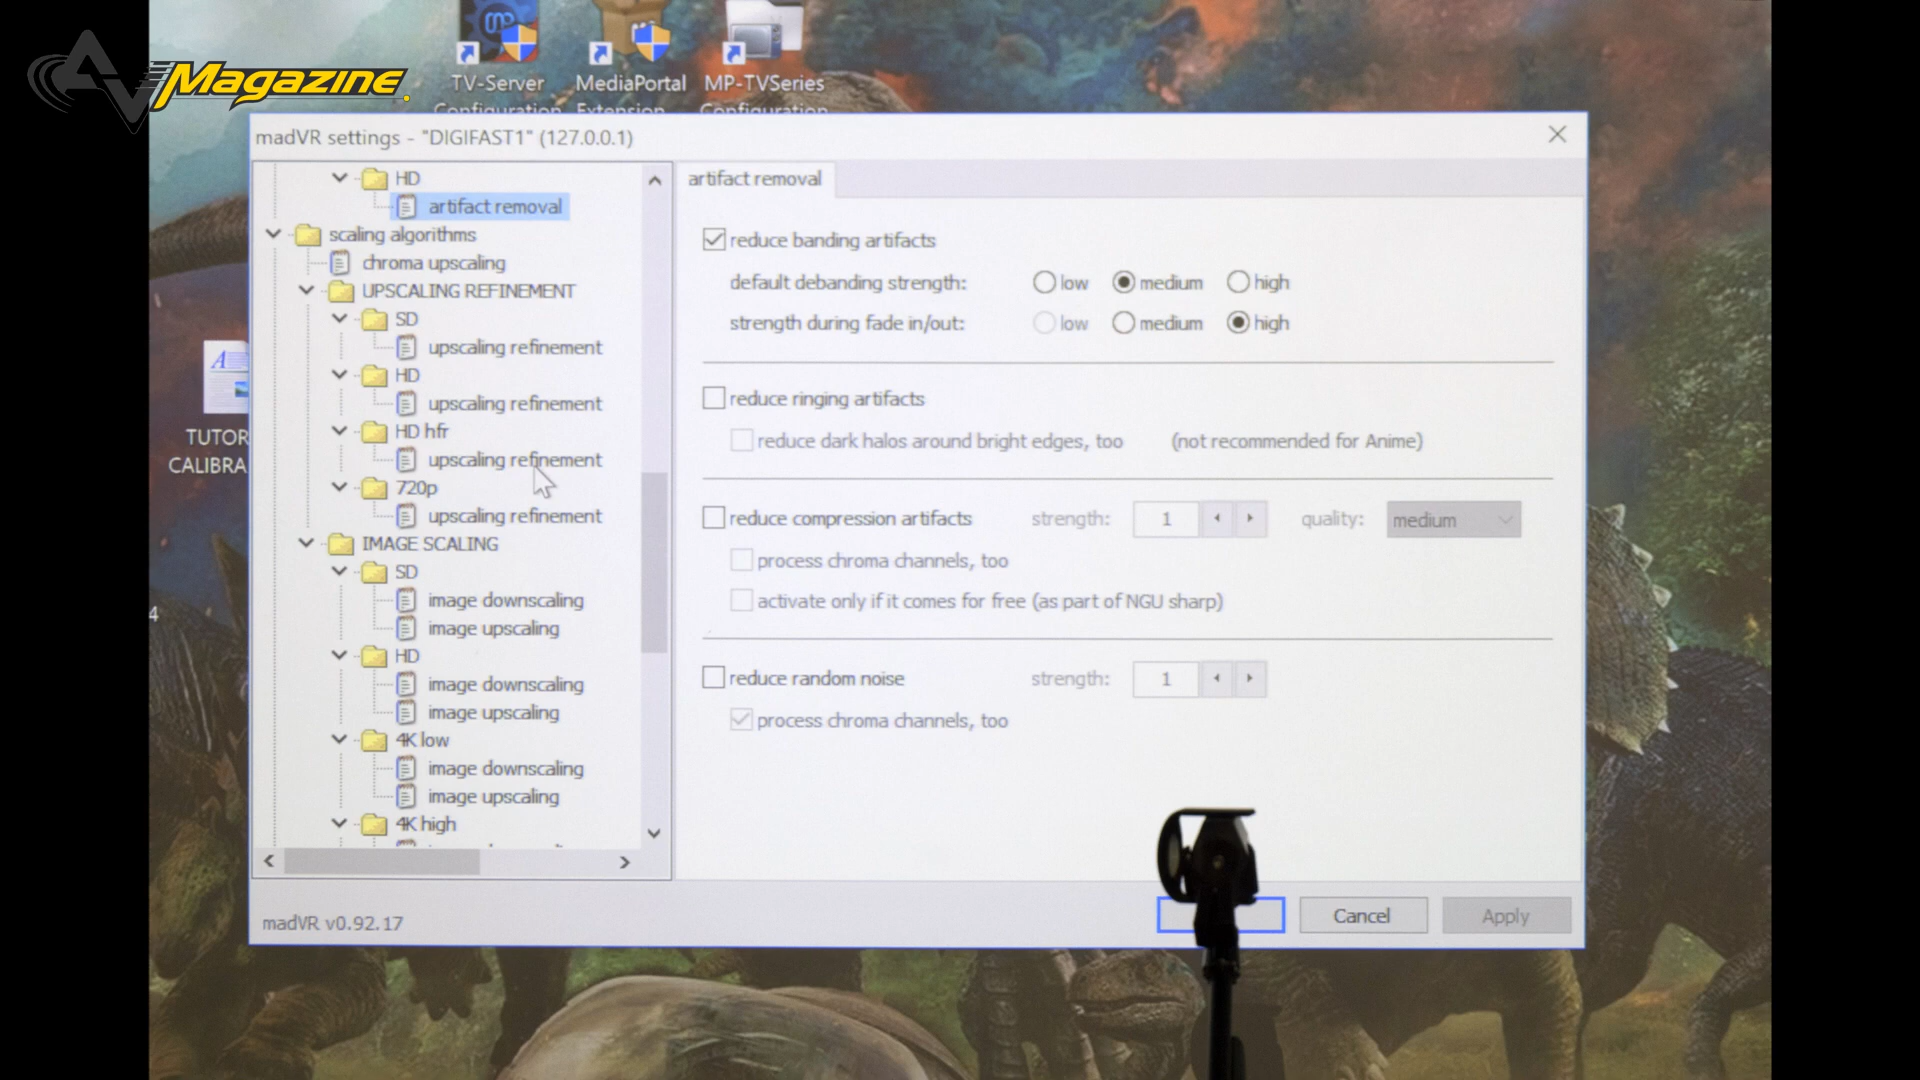 AV Magazine
TV-Server
Configuration
MediaPortal
Extension
MP-TVSeries
Configuration
madVR settings - "DIGIFAST1" (127.0.0.1)
HD
artifact removal
scaling algorithms
chroma upscaling
UPSCALING REFINEMENT
SD
upscaling refinement
HD
upscaling refinement
HD hfr
upscaling refinement
720p
upscaling refinement
IMAGE SCALING
SD
image downscaling
image upscaling
HD
image downscaling
image upscaling
4K low
image downscaling
image upscaling
4K high
artifact removal
reduce banding artifacts
default debanding strength: low medium high
strength during fade in/out: low medium high
reduce ringing artifacts
reduce dark halos around bright edges, too (not recommended for Anime)
reduce compression artifacts strength: 1 quality: medium
process chroma channels, too
activate only if it comes for free (as part of NGU sharp)
reduce random noise strength: 1
process chroma channels, too
Cancel Apply
madVR v0.92.17
TUTOR
CALIBRA
4